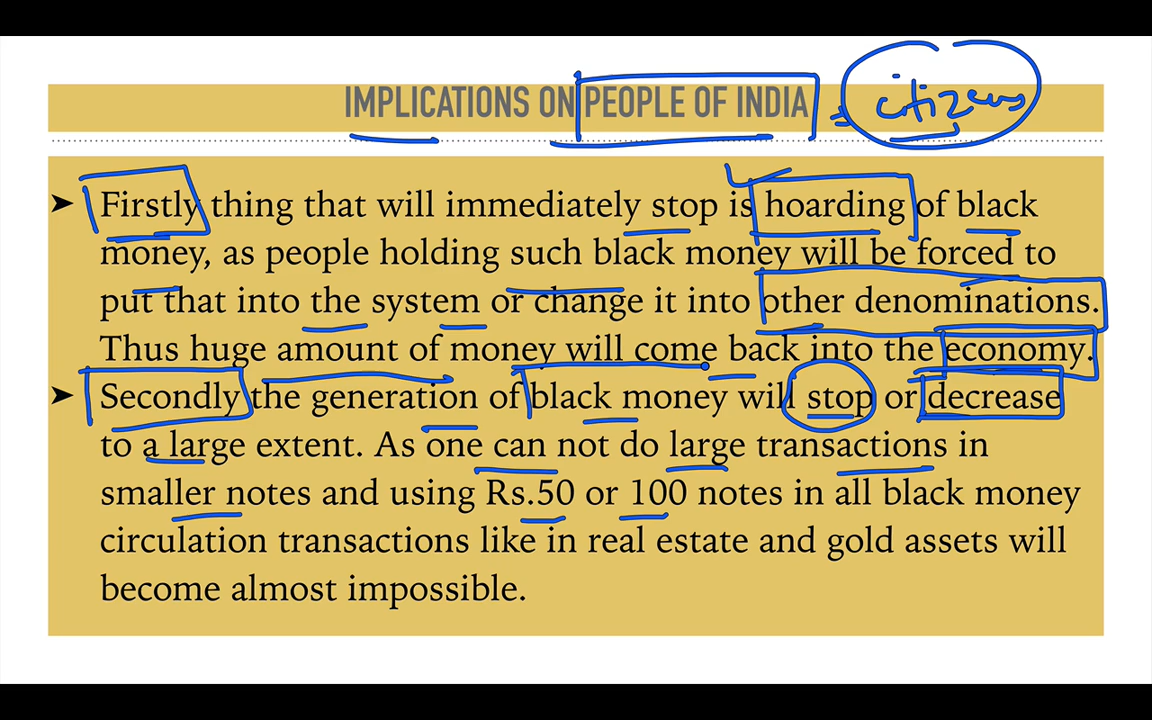 IMPLICATIONS ON PEOPLE OF INDIA citizens
➤ Firstly thing that will immediately stop is hoarding of black
money, as people holding such black money will be forced to
put that into the system or change it into other denominations.
Thus huge amount of money will come back into the economy.
➤ Secondly the generation of black money will stop or decrease
to a large extent. As one can not do large transactions in
smaller notes and using Rs.50 or 100 notes in all black money
circulation transactions like in real estate and gold assets will
become almost impossible.